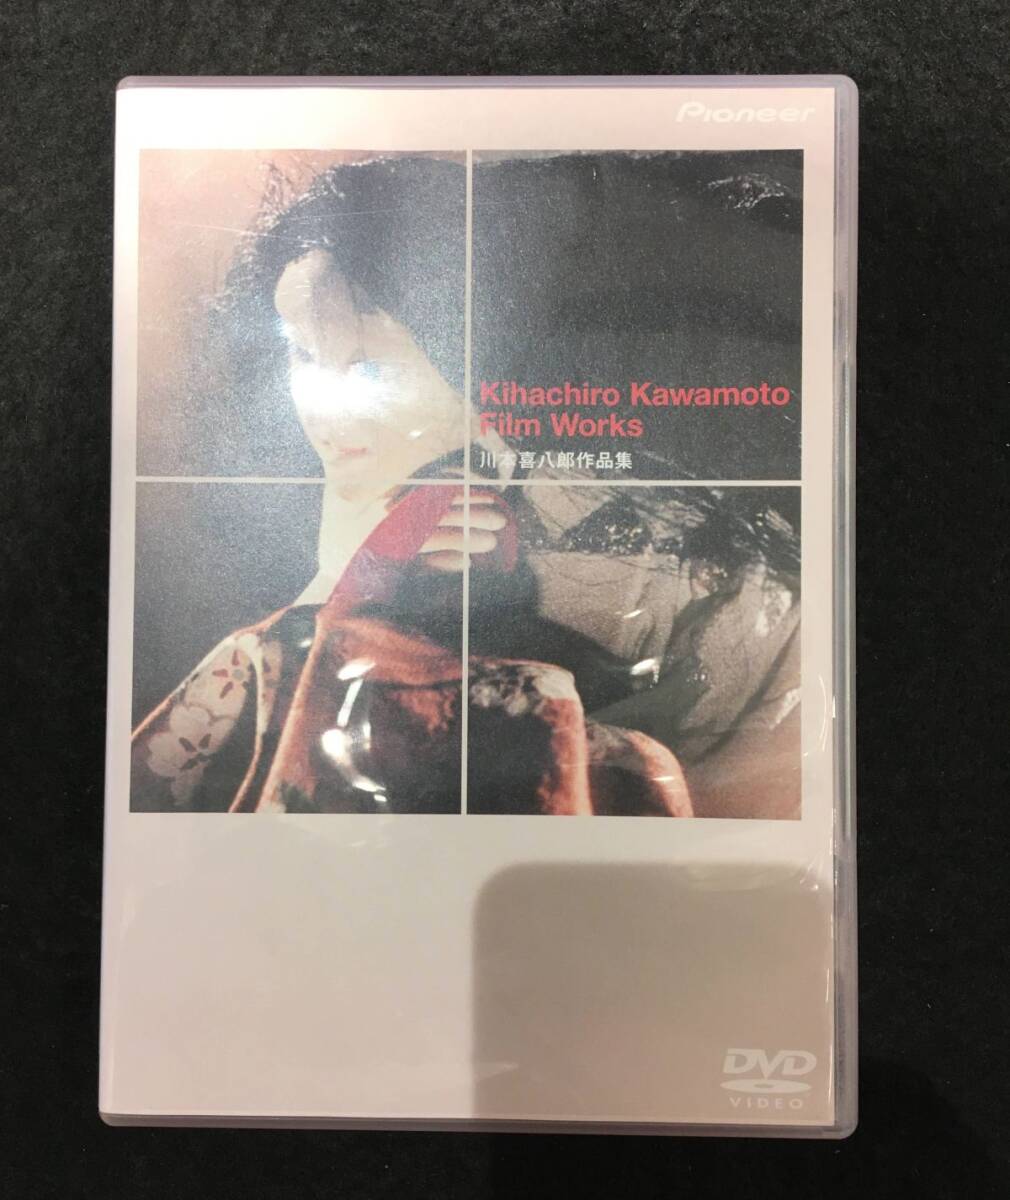 Pioneer
Kihachiro Kawamoto
Film Works
川本喜八郎作品集
DVD
VIDEO